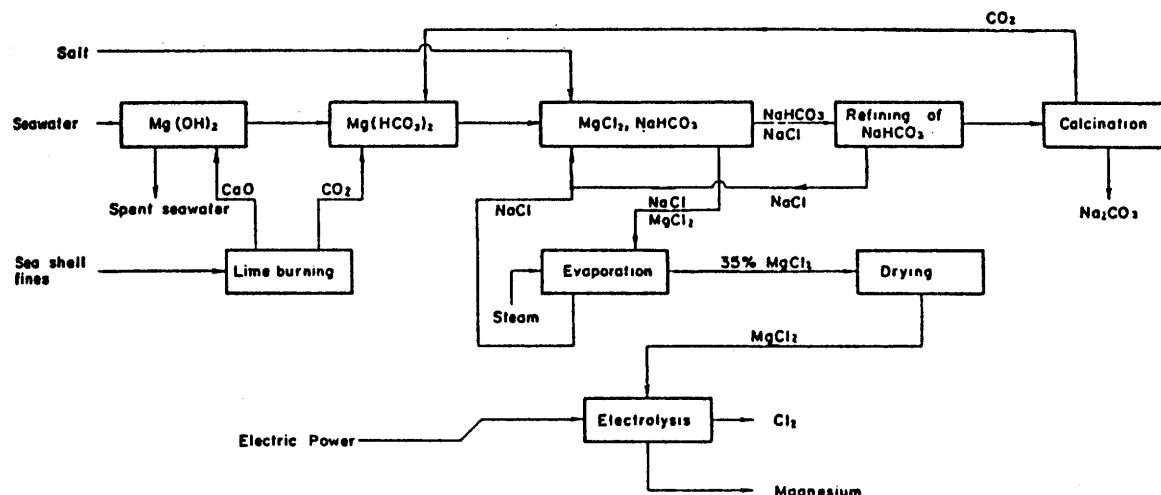 CO2
Salt
Seawater
Mg(OH)2
Mg(HCO3)2
MgCl2, NaHCO3
NaHCO3
NaCl
Refining of
NaHCO3
Calcination
CaO
CO2
Spent seawater
NaCl
NaCl
MgCl2
NaCl
Na2CO3
Sea shell
fines
Lime burning
Evaporation
35% MgCl2
Drying
Steam
MgCl2
Electrolysis
Cl2
Electric Power
Magnesium